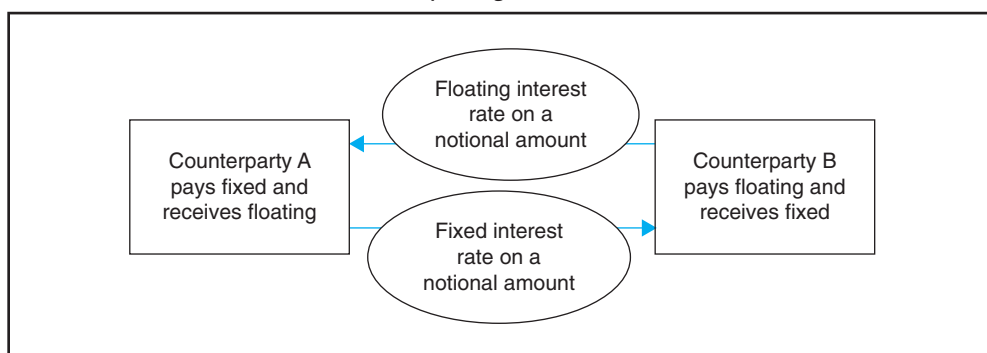 Floating interest
rate on a
notional amount
Counterparty A
pays fixed and
receives floating
Counterparty B
pays floating and
receives fixed
Fixed interest
rate on a
notional amount